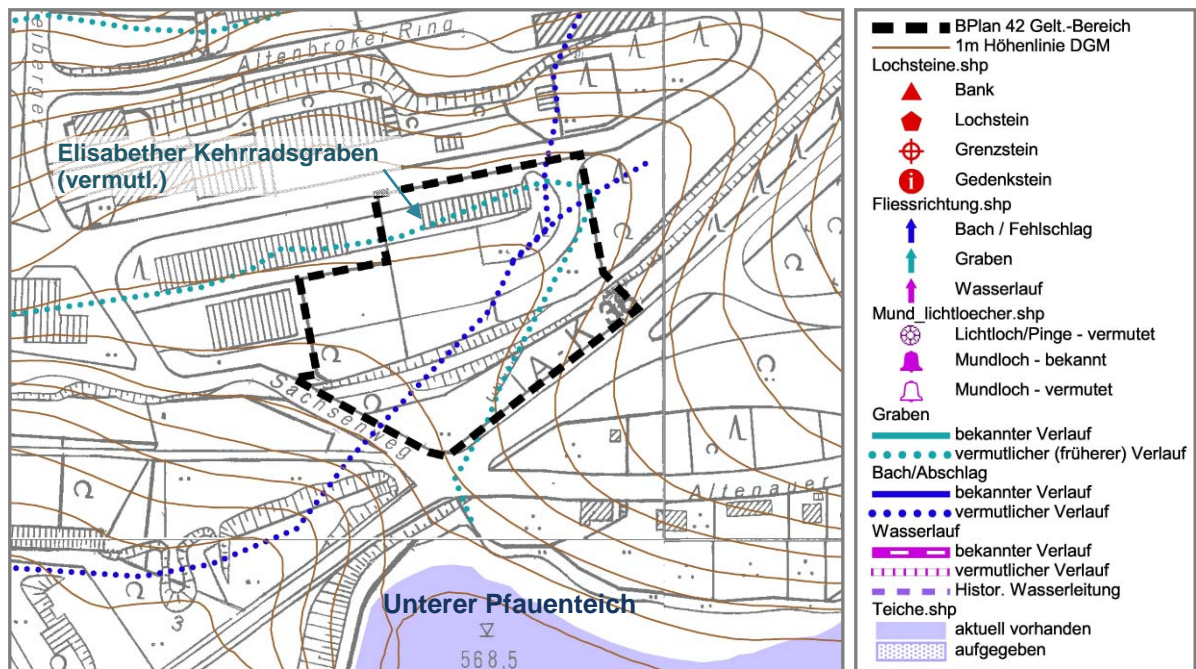 Altenbroker Ring
Elisabether Kehrradsgraben
(vermutl.)
Sachsenweg
A-K
Altenauer
3
Unterer Pfauenteich
568,5
BPlan 42 Gelt.-Bereich
1m Höhenlinie DGM
Lochsteine.shp
Bank
Lochstein
Grenzstein
Gedenkstein
Fliessrichtung.shp
Bach / Fehlschlag
Graben
Wasserlauf
Mund_lichtloecher.shp
Lichtloch/Pinge - vermutet
Mundloch - bekannt
Mundloch - vermutet
Graben
bekannter Verlauf
vermutlicher (früherer) Verlauf
Bach/Abschlag
bekannter Verlauf
vermutlicher Verlauf
Wasserlauf
bekannter Verlauf
vermutlicher Verlauf
Histor. Wasserleitung
Teiche.shp
aktuell vorhanden
aufgegeben